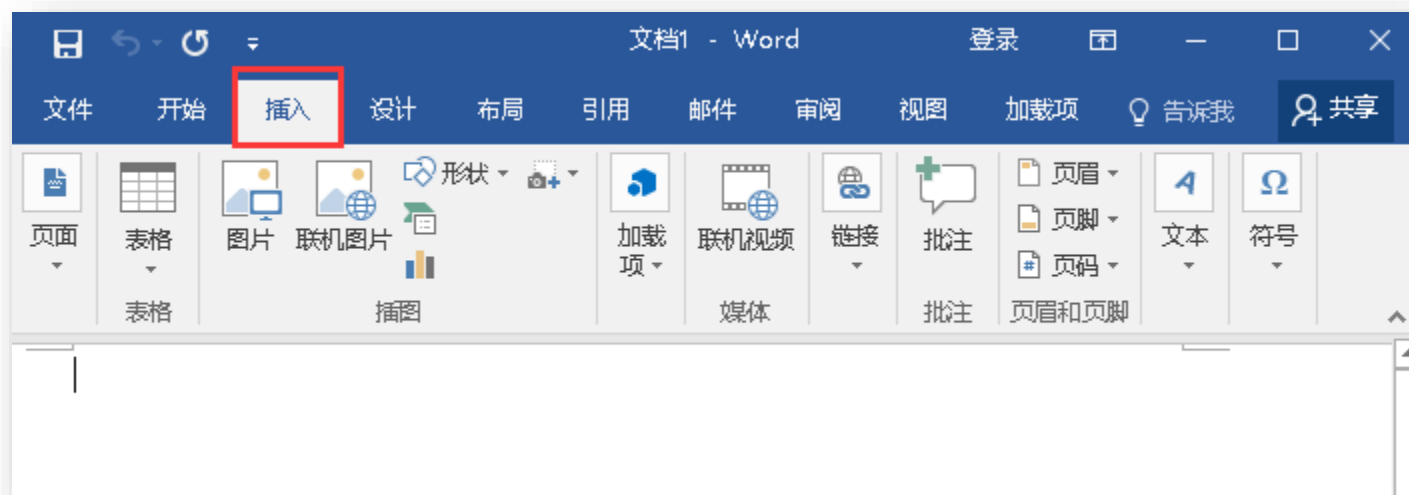 文档1 - Word
登录
文件 开始 插入 设计 布局 引用 邮件 审阅 视图 加载项 告诉我 共享
页面
表格
图片
联机图片
形状
加载
项
联机视频
链接
批注
页眉
页脚
页码
文本
符号
表格 插图 媒体 批注 页眉和页脚